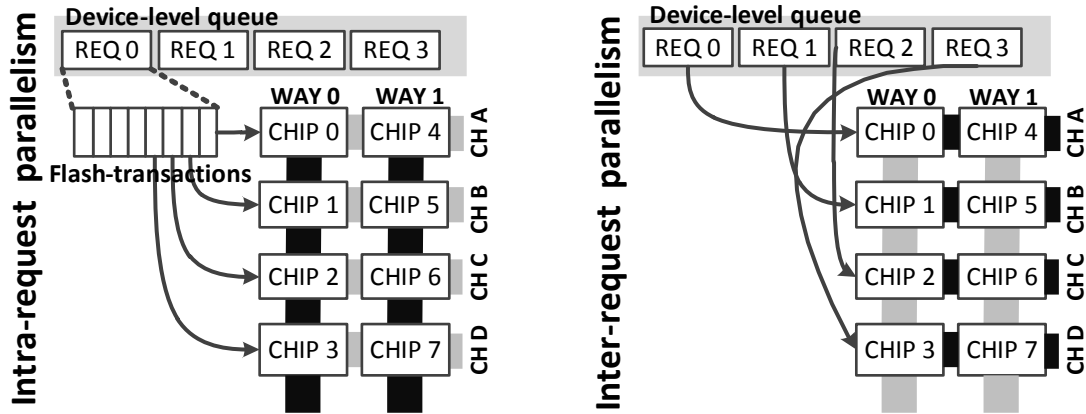 Intra-request parallelism
Device-level queue
REQ 0 REQ 1 REQ 2 REQ 3
WAY 0 WAY 1
Flash-transactions
CHIP 0 CHIP 4 CH A
CHIP 1 CHIP 5 CH B
CHIP 2 CHIP 6 CH C
CHIP 3 CHIP 7 CH D
Inter-request parallelism
Device-level queue
REQ 0 REQ 1 REQ 2 REQ 3
WAY 0 WAY 1
CHIP 0 CHIP 4 CH A
CHIP 1 CHIP 5 CH B
CHIP 2 CHIP 6 CH C
CHIP 3 CHIP 7 CH D